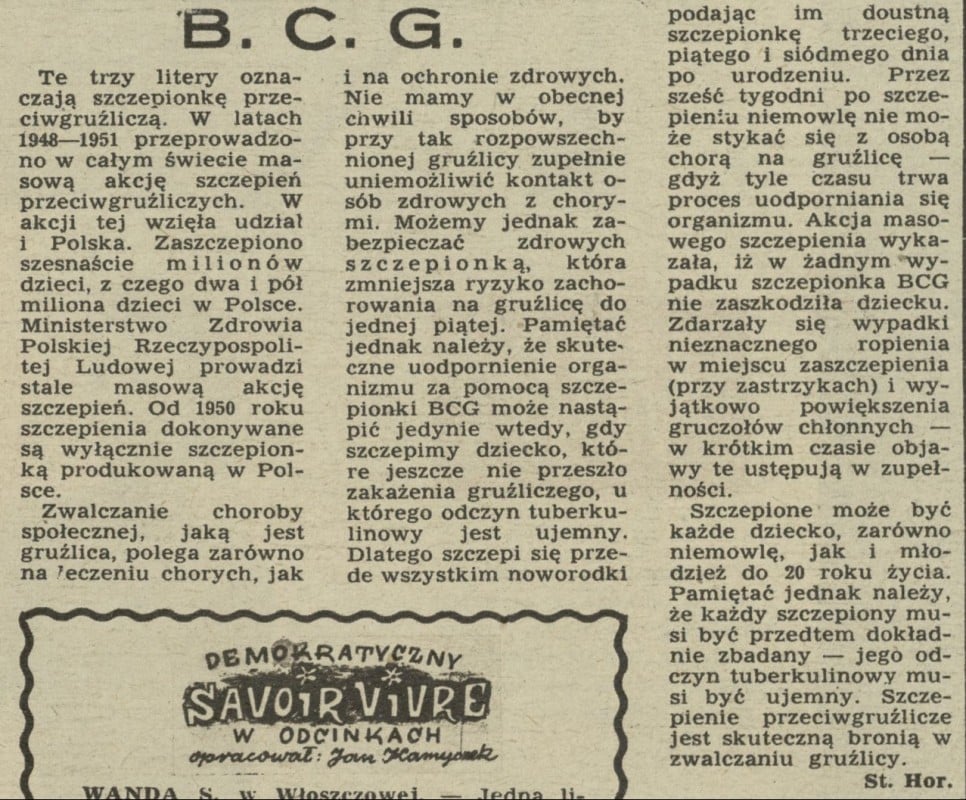 B. C. G.
Te trzy litery ozna-
czają szczepionkę prze-
ciwgruźliczą. W latach
1948—1951 przeprowadzo-
no w całym świecie ma-
sową akcję szczepień
przeciwgruźliczych. W
akcji tej wzięła udział
i Polska. Zaszczepiono
szesnaście milionów
dzieci, z czego dwa i pół
miliona dzieci w Polsce.
Ministerstwo Zdrowia
Polskiej Rzeczypospoli-
tej Ludowej prowadzi
stale masową akcję
szczepień. Od 1950 roku
szczepienia dokonywane
są wyłącznie szczepion-
ką produkowaną w Pol-
sce.
Zwalczanie choroby
społecznej, jaką jest
gruźlica, polega zarówno
na leczeniu chorych, jak
i na ochronie zdrowych.
Nie mamy w obecnej
chwili sposobów, by
przy tak rozpowszech-
nionej gruźlicy zupełnie
uniemożliwić kontakt o-
sób zdrowych z chory-
mi. Możemy jednak za-
bezpieczać zdrowych
szczepionką, która
zmniejsza ryzyko zacho-
rowania na gruźlicę do
jednej piątej. Pamiętać
jednak należy, że skute-
czne uodpornienie orga-
nizmu za pomocą szcze-
pionki BCG może nastą-
pić jedynie wtedy, gdy
szczepimy dziecko, któ-
re jeszcze nie przeszło
zakażenia gruźliczego, u
którego odczyn tuberku-
linowy jest ujemny.
Dlatego szczepi się prze-
de wszystkim noworodki
podając im doustną
szczepionkę trzeciego,
piątego i siódmego dnia
po urodzeniu. Przez
sześć tygodni po szcze-
pieniu niemowlę nie mo-
że stykać się z osobą
chorą na gruźlicę —
gdyż tyle czasu trwa
proces uodporniania się
organizmu. Akcja maso-
wego szczepienia wyka-
zała, iż w żadnym wy-
padku szczepionka BCG
nie zaszkodziła dziecku.
Zdarzały się wypadki
nieznacznego ropienia
w miejscu zaszczepienia
(przy zastrzykach) i wy-
jątkowo powiększenia
gruczołów chłonnych —
w krótkim czasie obja-
wy te ustępują w zupeł-
ności.
Szczepione może być
każde dziecko, zarówno
niemowlę, jak i mło-
dzież do 20 roku życia.
Pamiętać jednak należy,
że każdy szczepiony mu-
si być przedtem dokład-
nie zbadany — jego od-
czyn tuberkulinowy mu-
si być ujemny. Szcze-
pienie przeciwgruźlicze
jest skuteczną bronią w
zwalczaniu gruźlicy.
St. Hor.
DEMOKRATYCZNY
SAVOIR VIVRE
W ODCINKACH
opracował: Jan Kamyczek
WANDA S. w Włoszczowej. — Jedna li-